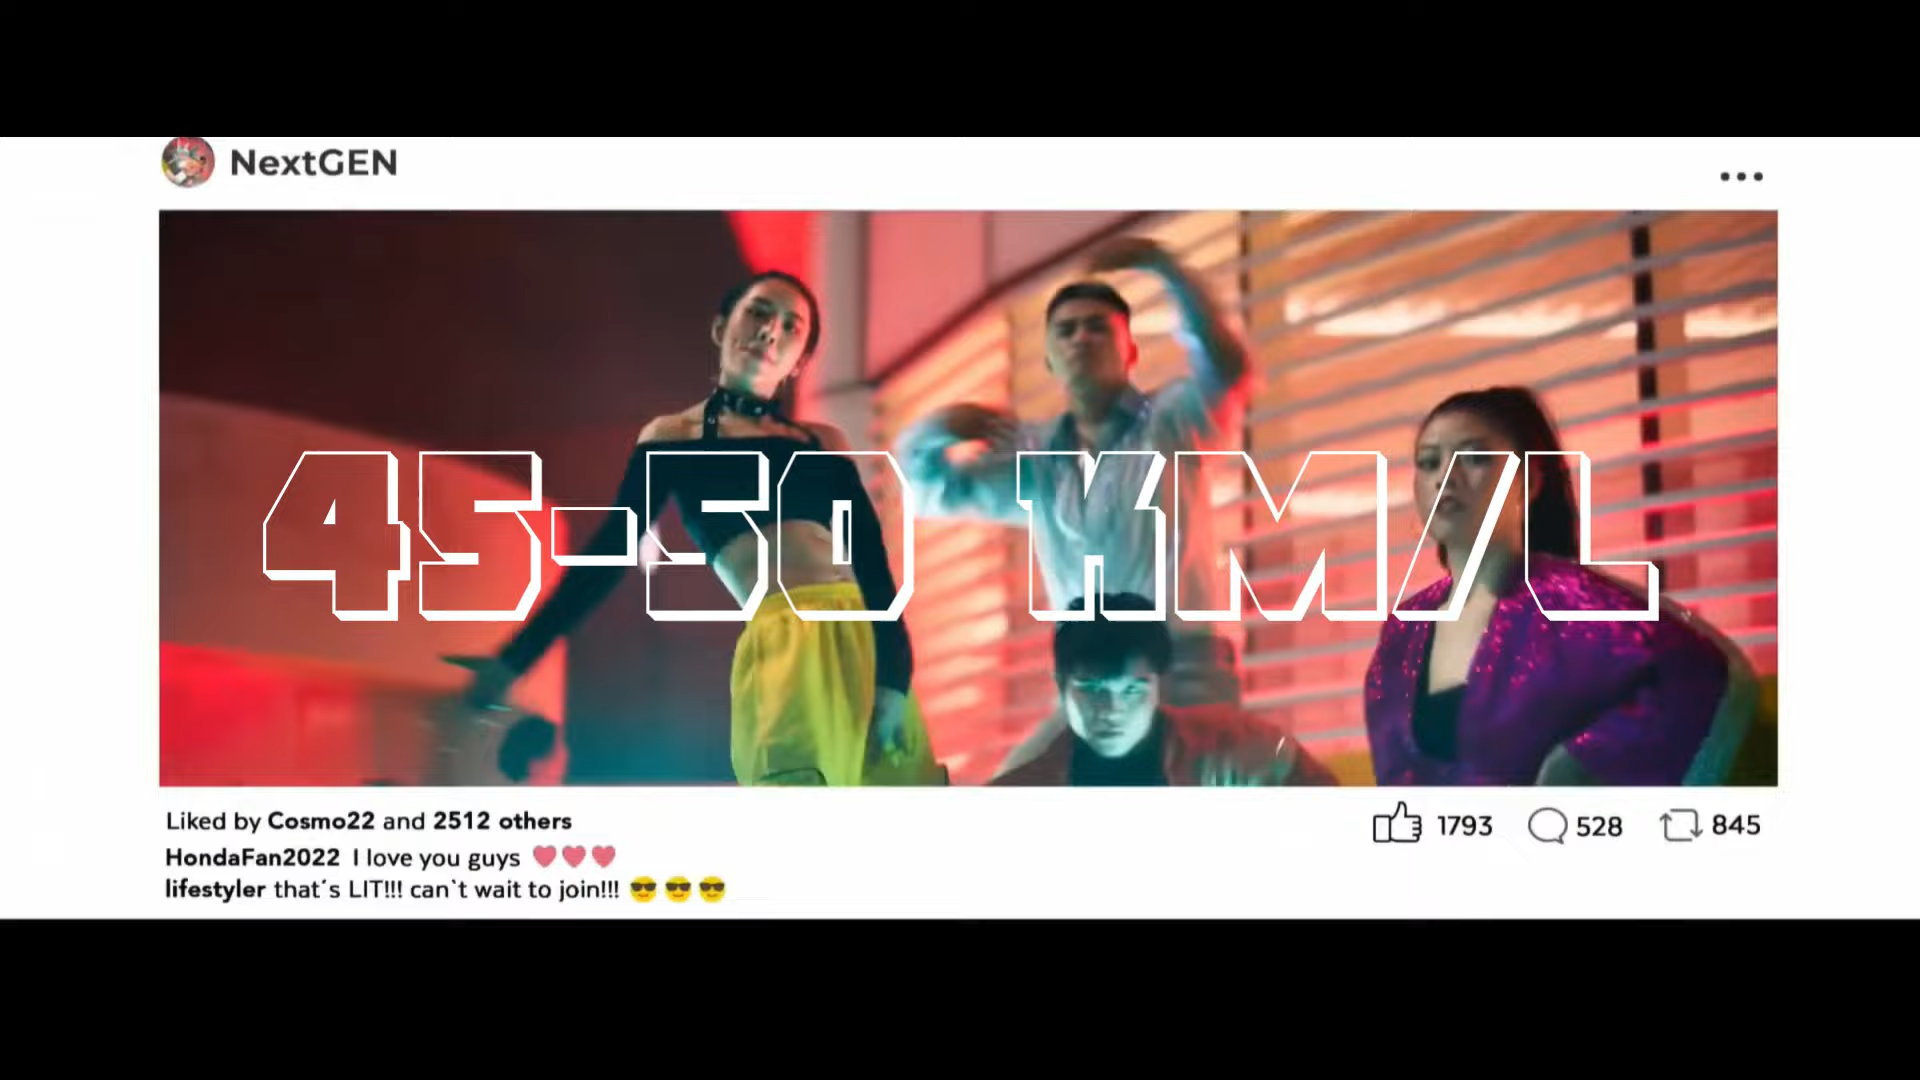 NextGEN
45-50 KM/L
Liked by Cosmo22 and 2512 others
1793 528 845
HondaFan2022 I love you guys
lifestyler that´s LIT!!! can`t wait to join!!!